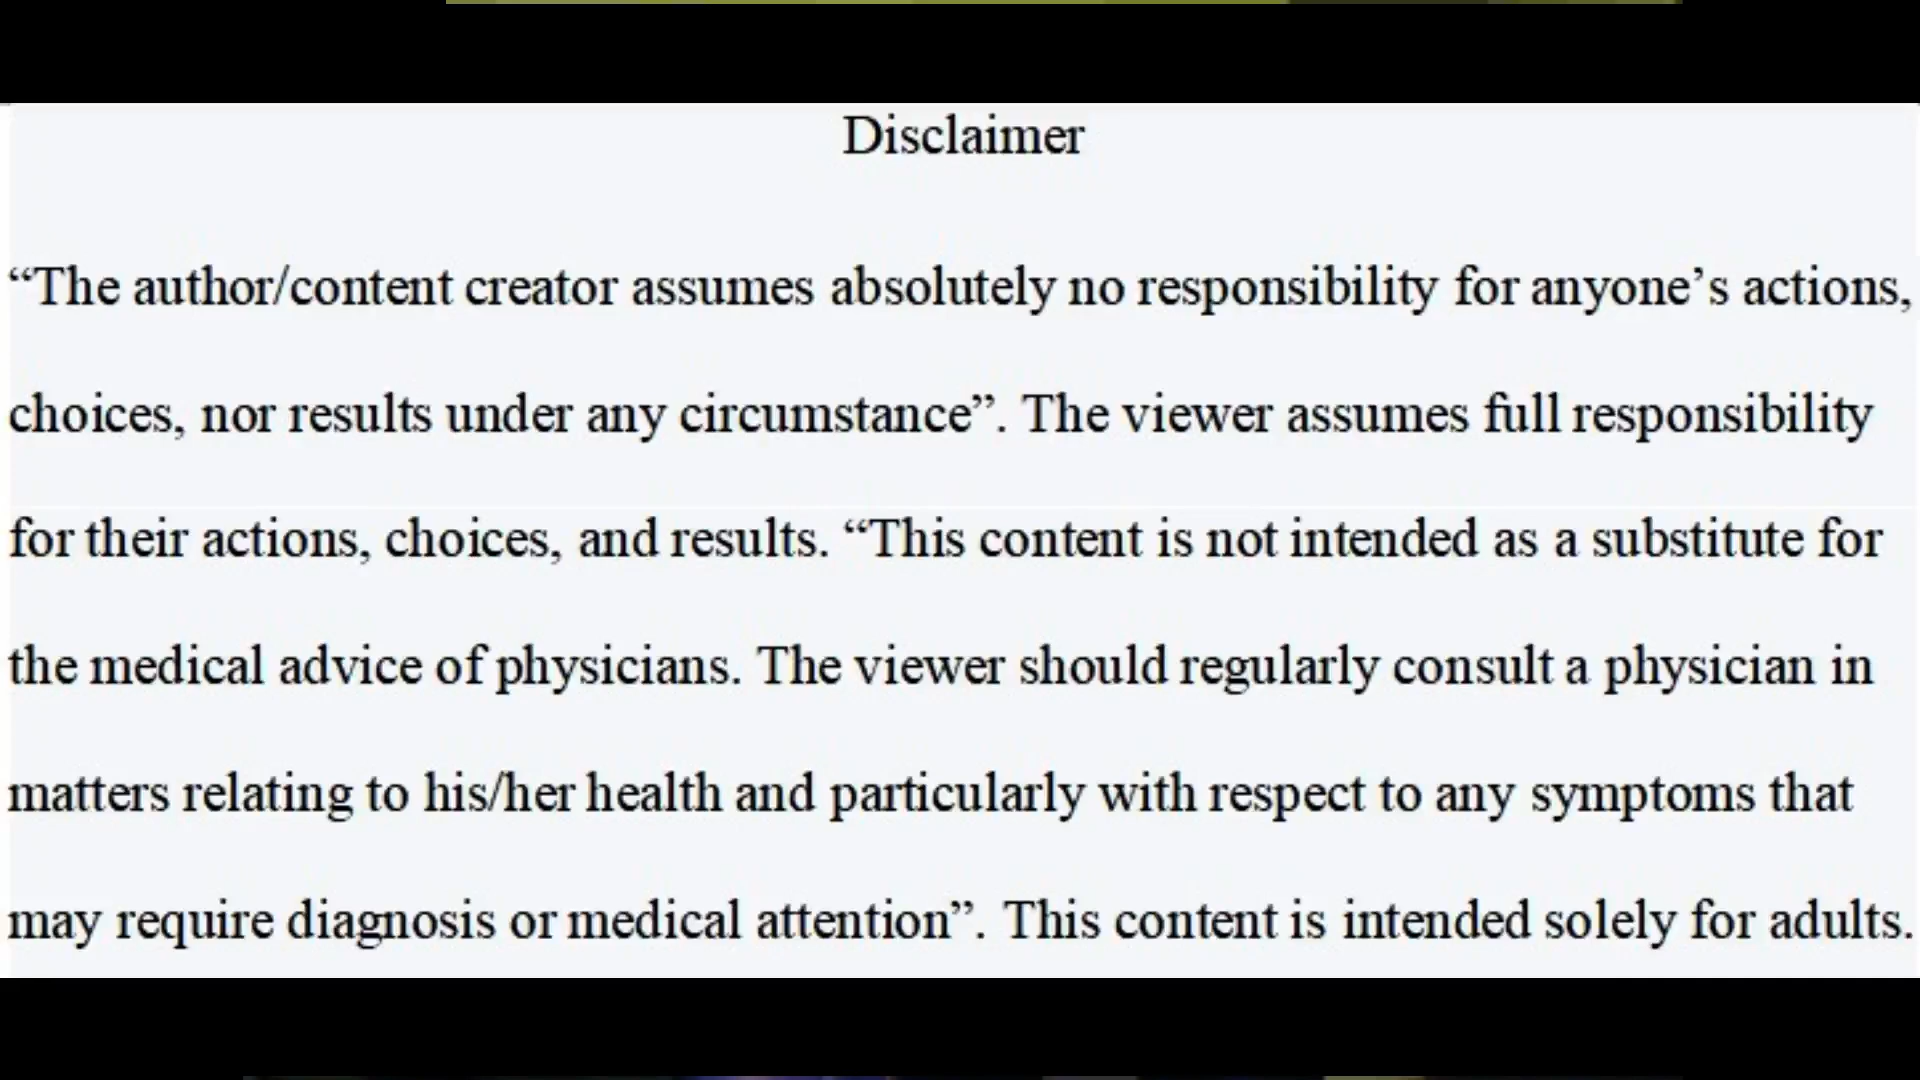 Disclaimer
“The author/content creator assumes absolutely no responsibility for anyone’s actions,
choices, nor results under any circumstance”. The viewer assumes full responsibility
for their actions, choices, and results. “This content is not intended as a substitute for
the medical advice of physicians. The viewer should regularly consult a physician in
matters relating to his/her health and particularly with respect to any symptoms that
may require diagnosis or medical attention”. This content is intended solely for adults.